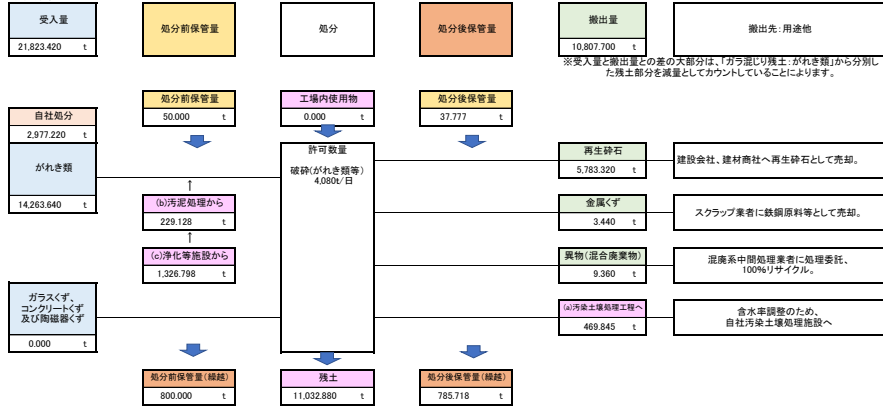 受入量
21,823.420 t
処分前保管量
処分
処分後保管量
搬出量
10,807.700 t
搬出先：用途他
※受入量と搬出量との差の大部分は、「ガラ混じり残土：がれき類」から分別し
た残土部分を減量としてカウントしていることによります。
処分前保管量
50.000 t
工場内使用物
0.000 t
処分後保管量
37.777 t
自社処分
2,977.220 t
がれき類
14,263.640 t
許可数量
破砕(がれき類等)
4,080t/日
再生砕石
5,783.320 t
建設会社、建材商社へ再生砕石として売却。
↑
(b)汚泥処理から
229.128 t
金属くず
3.440 t
スクラップ業者に鉄鋼原料等として売却。
↑
(c)浄化等施設から
1,326.798 t
異物(混合廃棄物)
9.360 t
混廃系中間処理業者に処理委託、
100%リサイクル。
ガラスくず、
コンクリートくず
及び陶磁器くず
0.000 t
(a)汚染土壌処理工程へ
469.845 t
含水率調整のため、
自社汚染土壌処理施設へ
処分前保管量(繰越)
800.000 t
残土
11,032.880 t
処分後保管量(繰越)
785.718 t